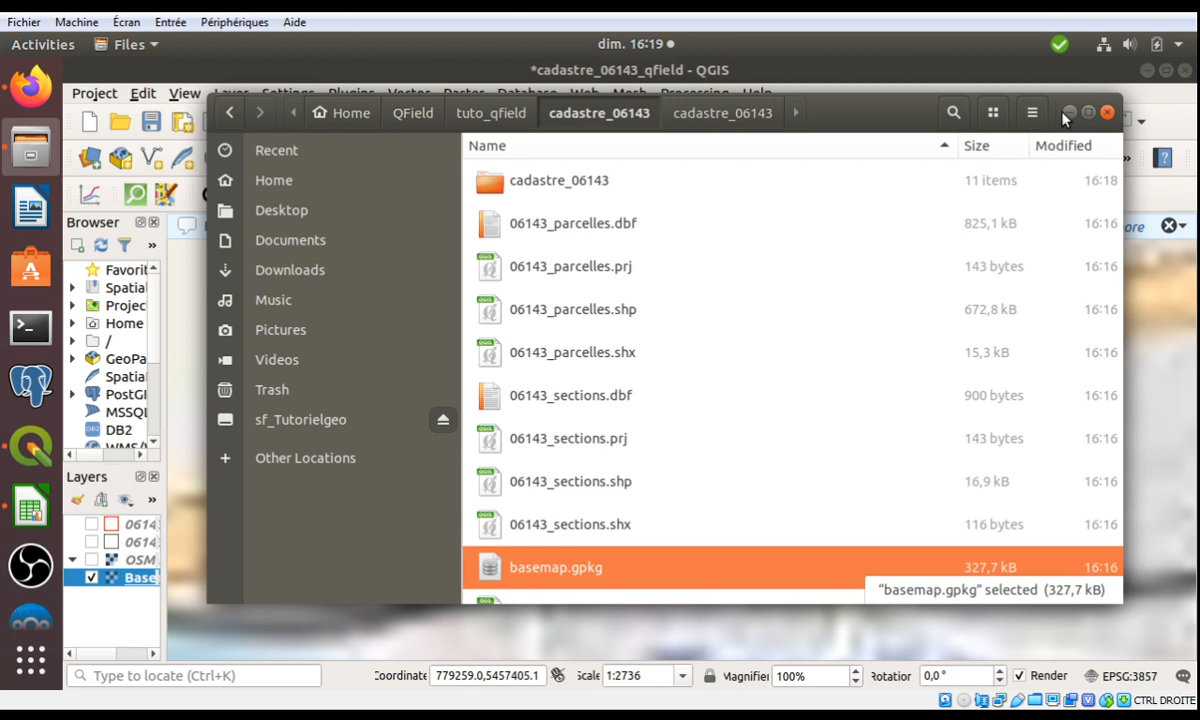 Fichier Machine Écran Entrée Périphériques Aide
Activities Files dim. 16:19
*cadastre_06143_qfield - QGIS
Project Edit View
Home QField tuto_qfield cadastre_06143 cadastre_06143
Name Size Modified
Recent
Home
Desktop
Documents
Downloads
Music
Pictures
Videos
Trash
sf_Tutorielgeo
Other Locations
cadastre_06143 11 items 16:18
06143_parcelles.dbf 825,1 kB 16:16
06143_parcelles.prj 143 bytes 16:16
06143_parcelles.shp 672,8 kB 16:16
06143_parcelles.shx 15,3 kB 16:16
06143_sections.dbf 900 bytes 16:16
06143_sections.prj 143 bytes 16:16
06143_sections.shp 16,9 kB 16:16
06143_sections.shx 116 bytes 16:16
basemap.gpkg 327,7 kB 16:16
"basemap.gpkg" selected (327,7 kB)
Browser
Favorit
Spatia
Projec
Home
/
GeoPa
Spatia
PostGI
MSSQL
DB2
WMS/
Layers
0614
0614
OSM
Base
ore
Type to locate (Ctrl+K)
Coordinate 779259.0,5457405.1 Scale 1:2736 Magnifier 100% Rotation 0,0° Render EPSG:3857
CTRL DROITE